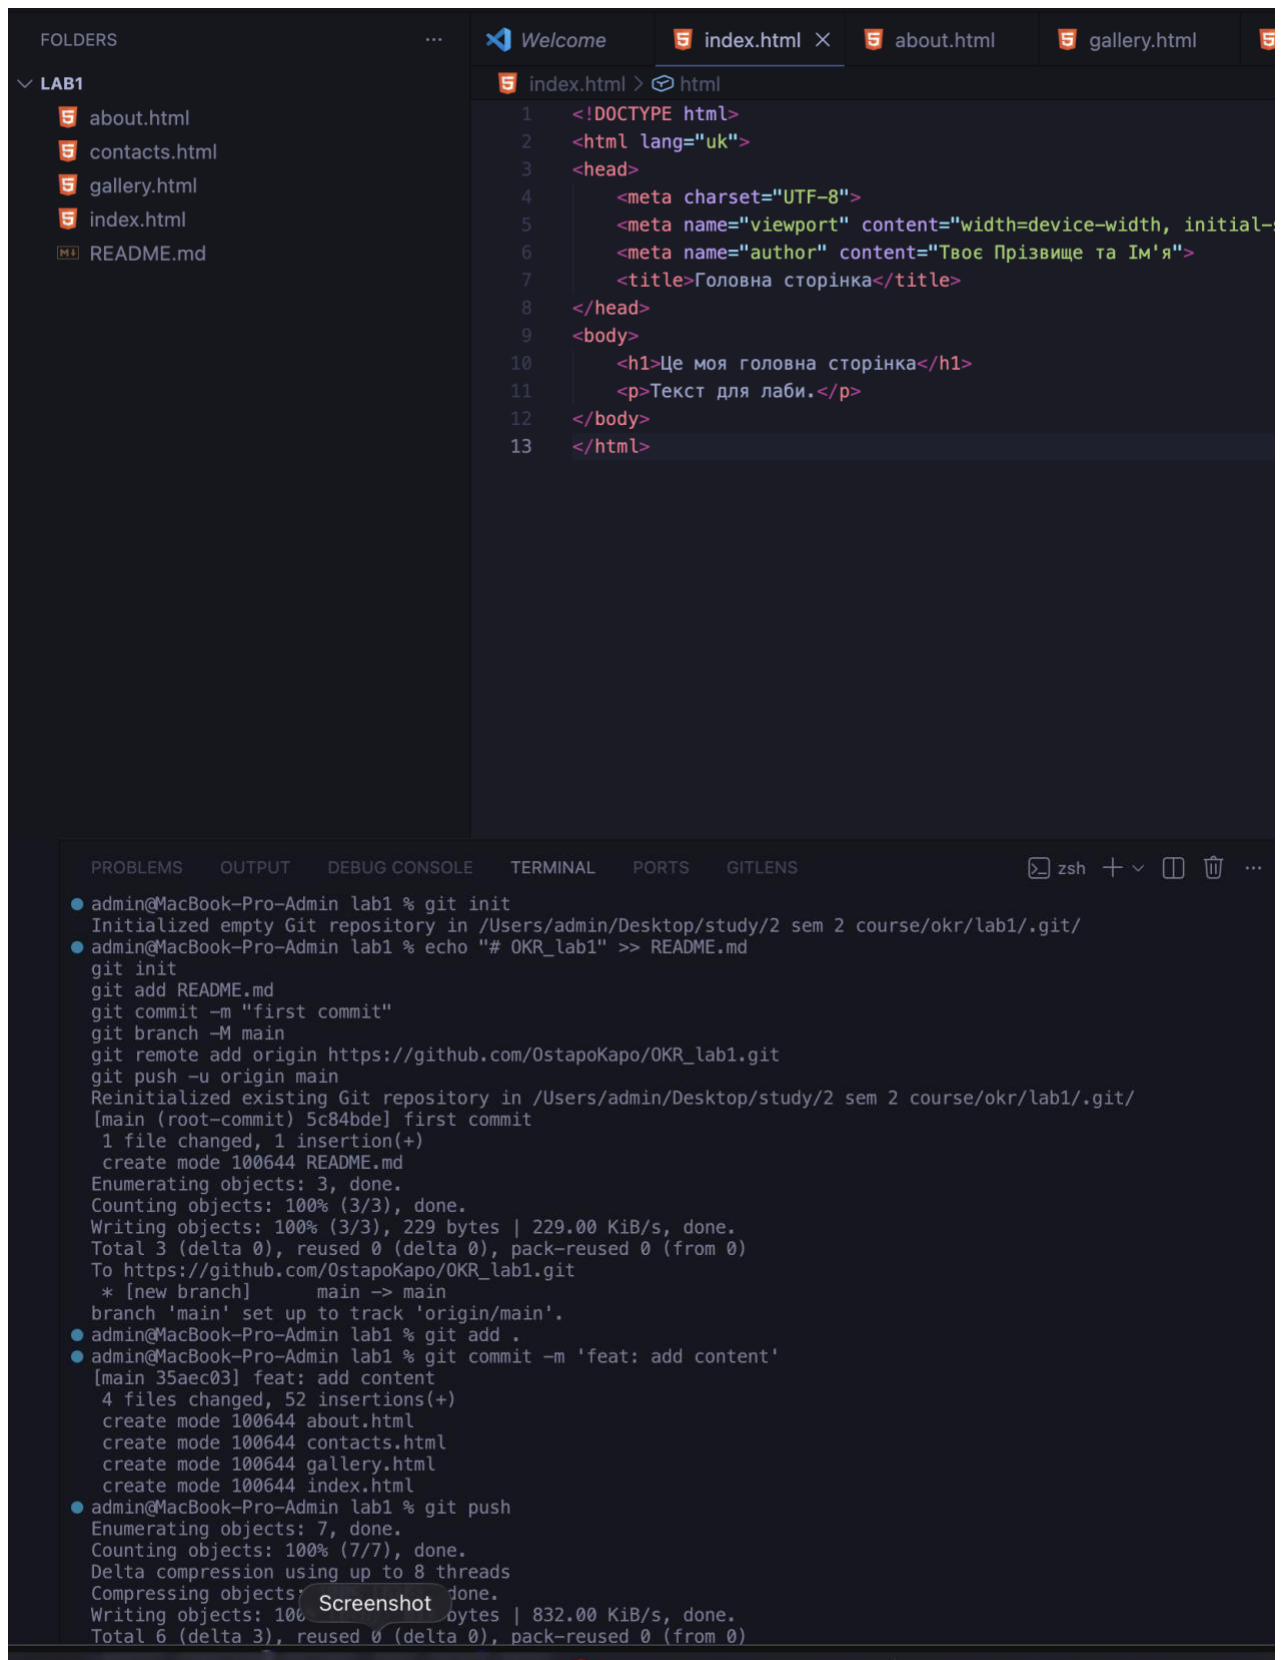 FOLDERS
LAB1
about.html
contacts.html
gallery.html
index.html
README.md
Welcome index.html about.html gallery.html
index.html > html
1 <!DOCTYPE html>
2 <html lang="uk">
3 <head>
4 <meta charset="UTF-8">
5 <meta name="viewport" content="width=device-width, initial-
6 <meta name="author" content="Твоє Прізвище та Ім'я">
7 <title>Головна сторінка</title>
8 </head>
9 <body>
10 <h1>Це моя головна сторінка</h1>
11 <p>Текст для лаби.</p>
12 </body>
13 </html>
PROBLEMS OUTPUT DEBUG CONSOLE TERMINAL PORTS GITLENS zsh
admin@MacBook-Pro-Admin lab1 % git init
Initialized empty Git repository in /Users/admin/Desktop/study/2 sem 2 course/okr/lab1/.git/
admin@MacBook-Pro-Admin lab1 % echo "# OKR_lab1" >> README.md
git init
git add README.md
git commit -m "first commit"
git branch -M main
git remote add origin https://github.com/OstapoKapo/OKR_lab1.git
git push -u origin main
Reinitialized existing Git repository in /Users/admin/Desktop/study/2 sem 2 course/okr/lab1/.git/
[main (root-commit) 5c84bde] first commit
1 file changed, 1 insertion(+)
create mode 100644 README.md
Enumerating objects: 3, done.
Counting objects: 100% (3/3), done.
Writing objects: 100% (3/3), 229 bytes | 229.00 KiB/s, done.
Total 3 (delta 0), reused 0 (delta 0), pack-reused 0 (from 0)
To https://github.com/OstapoKapo/OKR_lab1.git
* [new branch] main -> main
branch 'main' set up to track 'origin/main'.
admin@MacBook-Pro-Admin lab1 % git add .
admin@MacBook-Pro-Admin lab1 % git commit -m 'feat: add content'
[main 35aec03] feat: add content
4 files changed, 52 insertions(+)
create mode 100644 about.html
create mode 100644 contacts.html
create mode 100644 gallery.html
create mode 100644 index.html
admin@MacBook-Pro-Admin lab1 % git push
Enumerating objects: 7, done.
Counting objects: 100% (7/7), done.
Delta compression using up to 8 threads
Compressing objects: done.
Screenshot
Writing objects: bytes | 832.00 KiB/s, done.
Total 6 (delta 3), reused 0 (delta 0), pack-reused 0 (from 0)